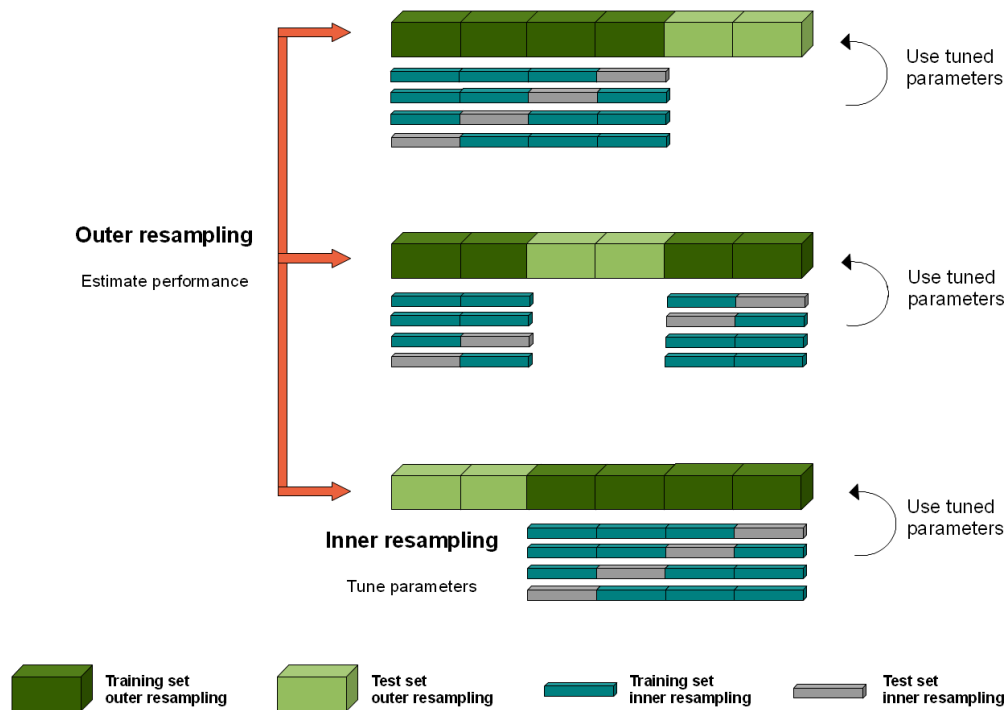 Use tuned
parameters
Outer resampling
Estimate performance
Use tuned
parameters
Inner resampling
Tune parameters
Use tuned
parameters
Training set
outer resampling
Test set
outer resampling
Training set
inner resampling
Test set
inner resampling